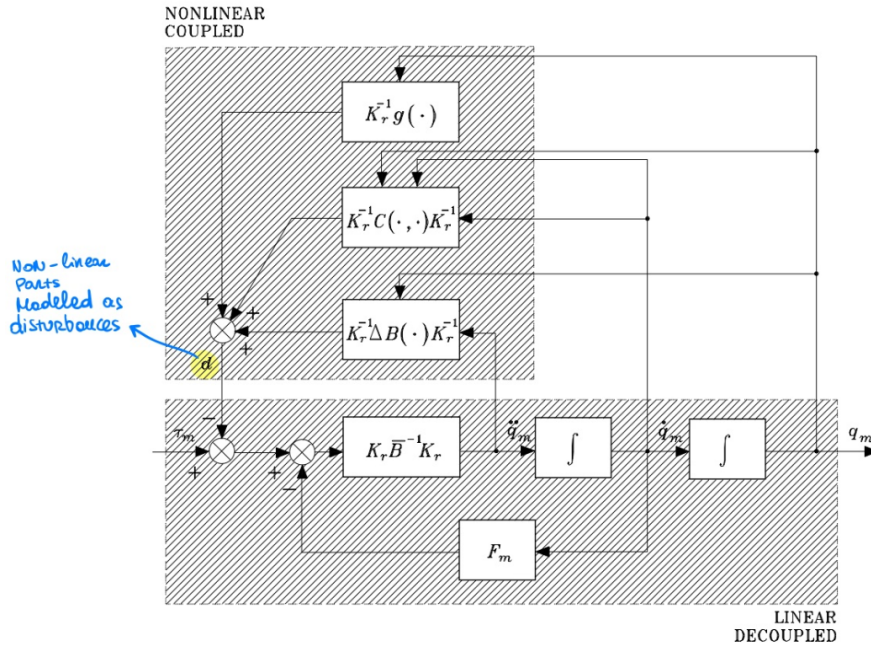 NONLINEAR
COUPLED
K_r^{-1} g(·)
K_r^{-1} C(·,·) K_r^{-1}
Non-linear
Parts
Modeled as
disturbances
+
+
+
K_r^{-1} Δ B(·) K_r^{-1}
d
−
τ_m
+
+
−
K_r B̅^{-1} K_r
q̈_m
∫
q̇_m
∫
q_m
F_m
LINEAR
DECOUPLED